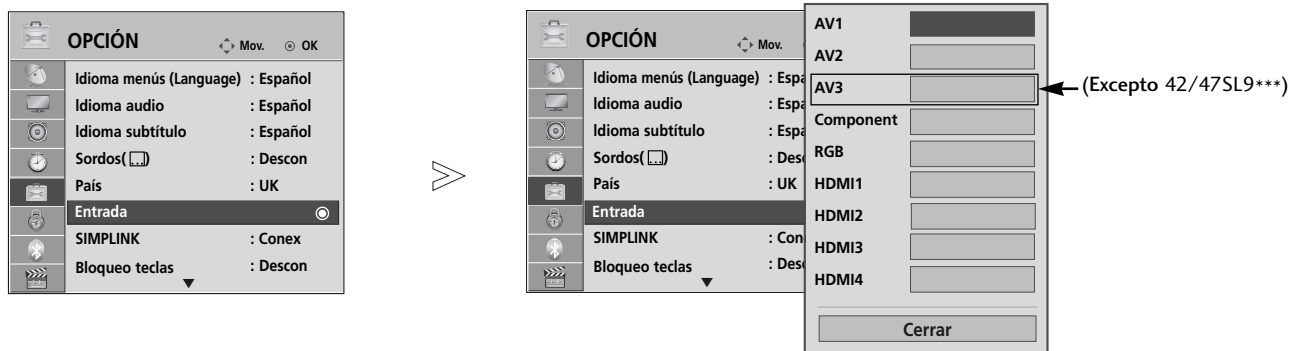 OPCIÓN Mov. OK
Idioma menús (Language) : Español
Idioma audio : Español
Idioma subtítulo : Español
Sordos( ) : Descon
País : UK
Entrada
SIMPLINK : Conex
Bloqueo teclas : Descon
OPCIÓN Mov.
Idioma menús (Language) : Espa
Idioma audio : Espa
Idioma subtítulo : Espa
Sordos( ) : Desc
País : UK
Entrada
SIMPLINK : Con
Bloqueo teclas : Desc
AV1
AV2
AV3
Component
RGB
HDMI1
HDMI2
HDMI3
HDMI4
Cerrar
(Excepto 42/47SL9***)